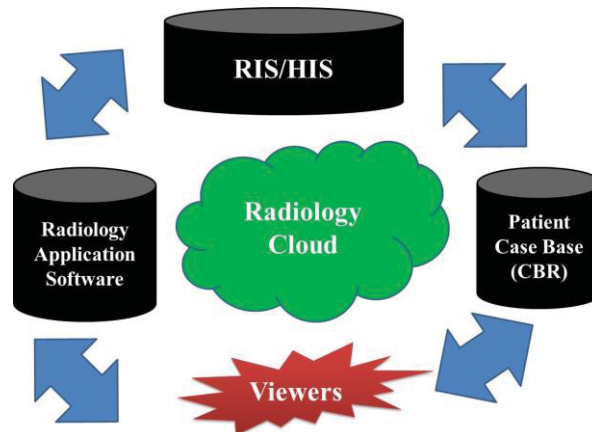 RIS/HIS
Radiology
Application
Software
Radiology
Cloud
Patient
Case Base
(CBR)
Viewers